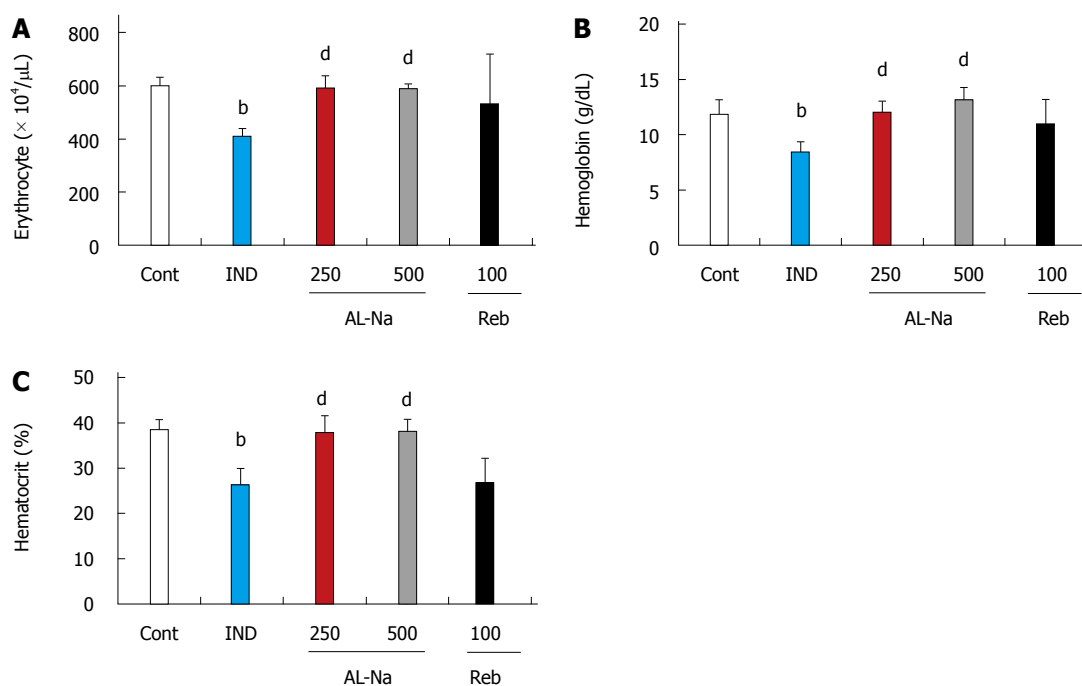 A
Erythrocyte (× 10⁴/μL)
800
600
400
200
0
b
d
d
Cont IND 250 500 100
AL-Na Reb
B
Hemoglobin (g/dL)
20
15
10
5
0
b
d
d
Cont IND 250 500 100
AL-Na Reb
C
Hematocrit (%)
50
40
30
20
10
0
b
d
d
Cont IND 250 500 100
AL-Na Reb